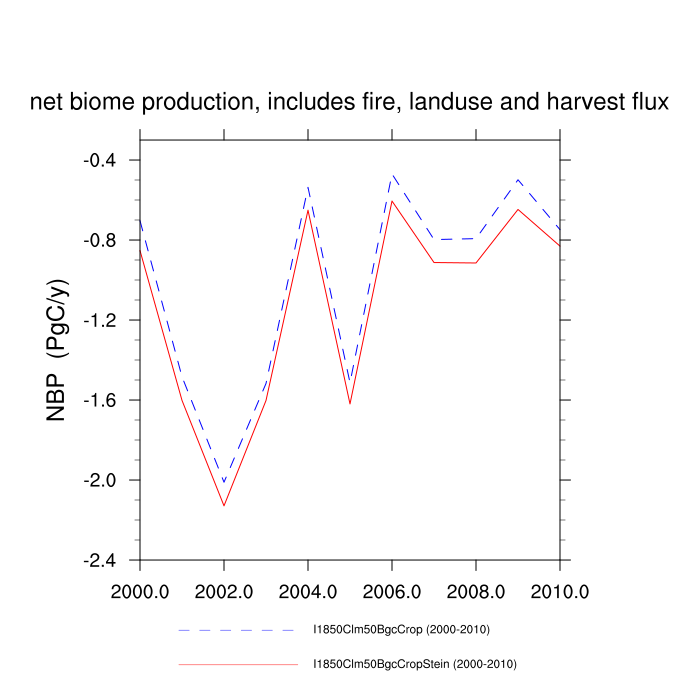 net biome production, includes fire, landuse and harvest flux
NBP (PgC/y)
-0.4
-0.8
-1.2
-1.6
-2.0
-2.4
2000.0 2002.0 2004.0 2006.0 2008.0 2010.0
I1850Clm50BgcCrop (2000-2010)
I1850Clm50BgcCropStein (2000-2010)